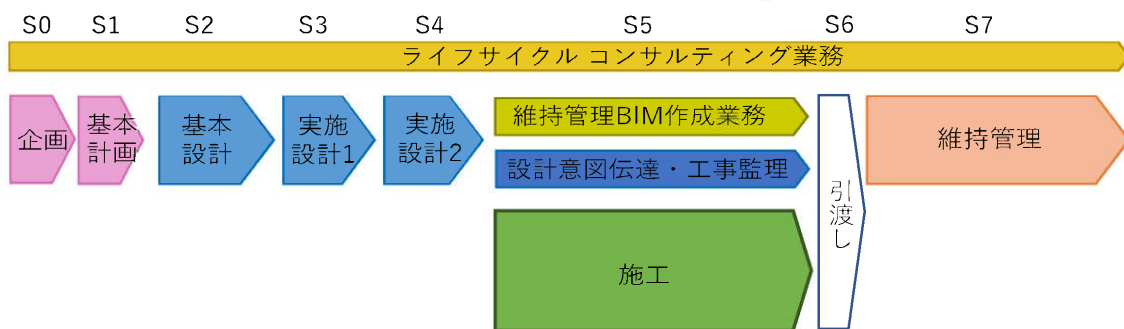 S0 S1 S2 S3 S4 S5 S6 S7
ライフサイクル コンサルティング業務
企画
基本
計画
基本
設計
実施
設計1
実施
設計2
維持管理BIM作成業務
設計意図伝達・工事監理
施工
引渡し
維持管理